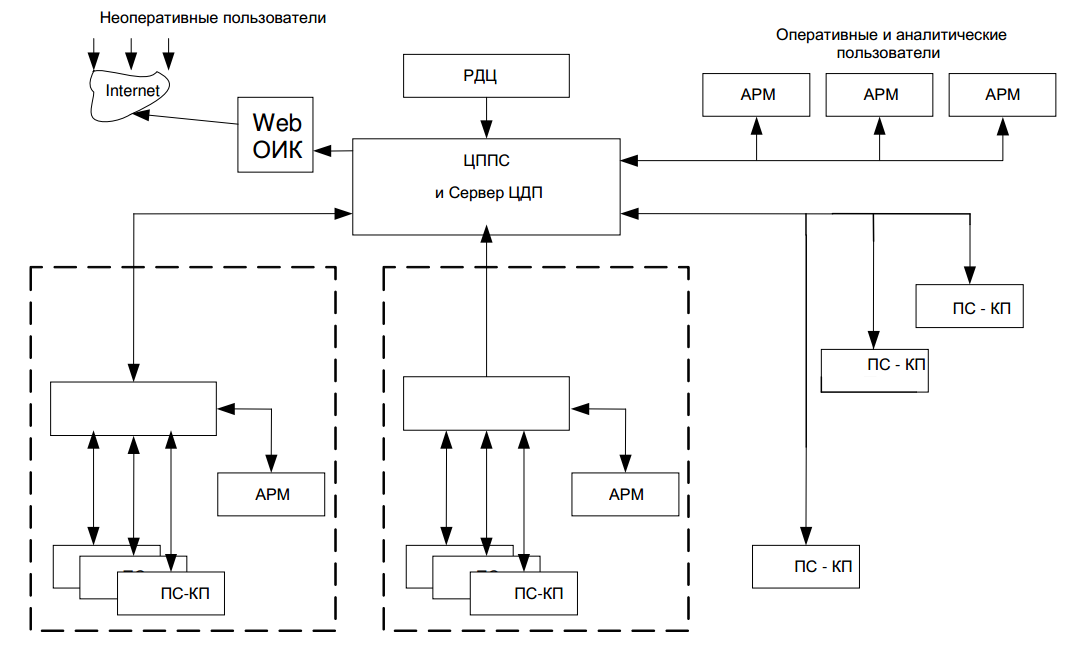 Неоперативные пользователи
Internet
Web
ОИК
РДЦ
Оперативные и аналитические
пользователи
АРМ
АРМ
АРМ
ЦППС
и Сервер ЦДП
ПС - КП
ПС - КП
ПС - КП
АРМ
ПС-КП
АРМ
ПС-КП